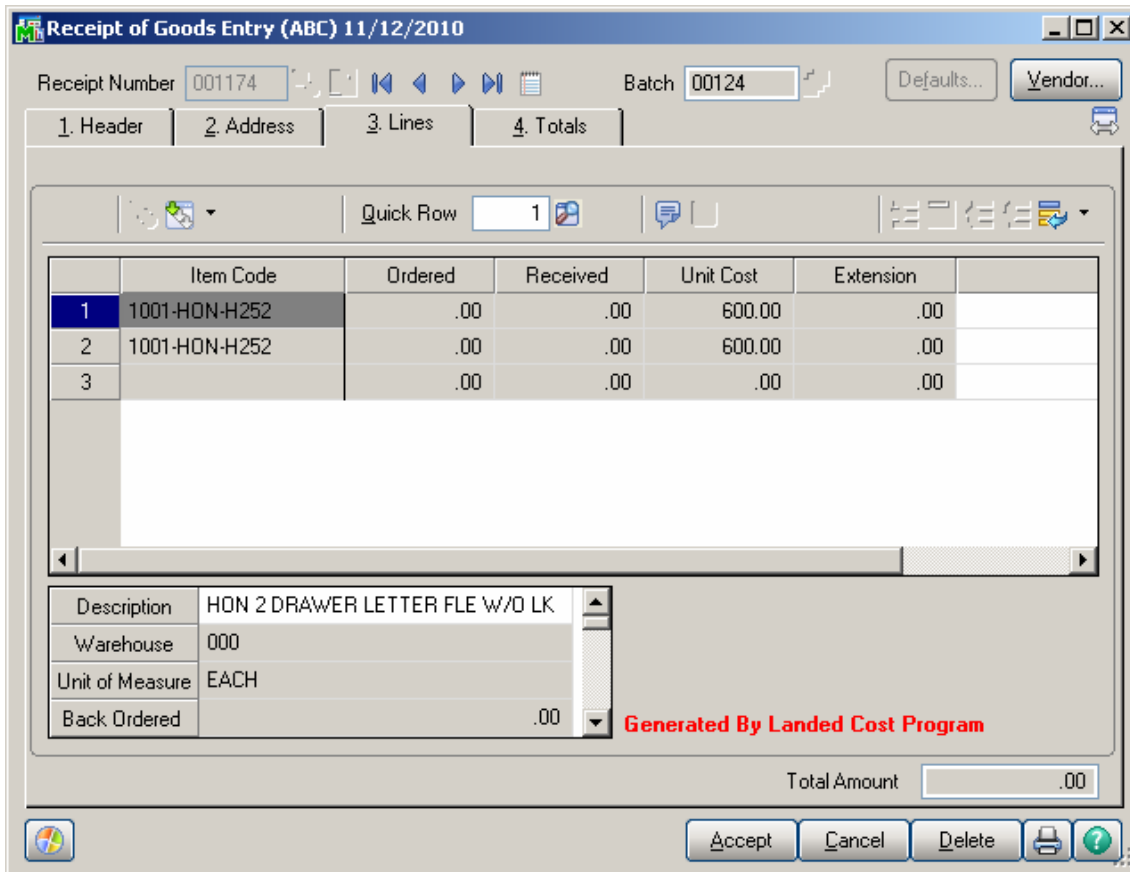 Receipt of Goods Entry (ABC) 11/12/2010
Receipt Number 001174 Batch 00124 Defaults... Vendor...
1. Header 2. Address 3. Lines 4. Totals
Quick Row 1
Item Code Ordered Received Unit Cost Extension
1 1001-HON-H252 .00 .00 600.00 .00
2 1001-HON-H252 .00 .00 600.00 .00
3 .00 .00 .00 .00
Description HON 2 DRAWER LETTER FLE W/O LK
Warehouse 000
Unit of Measure EACH
Back Ordered .00
Generated By Landed Cost Program
Total Amount .00
Accept Cancel Delete